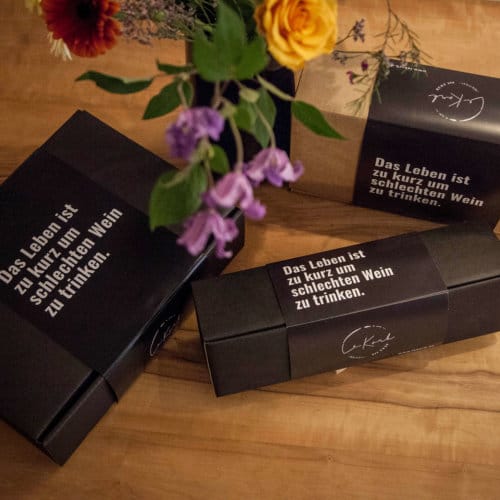 Das Leben ist
zu kurz um
schlechten Wein
zu trinken.
Das Leben ist
zu kurz um
schlechten Wein
zu trinken.
Das Leben ist
zu kurz um
schlechten Wein
zu trinken.